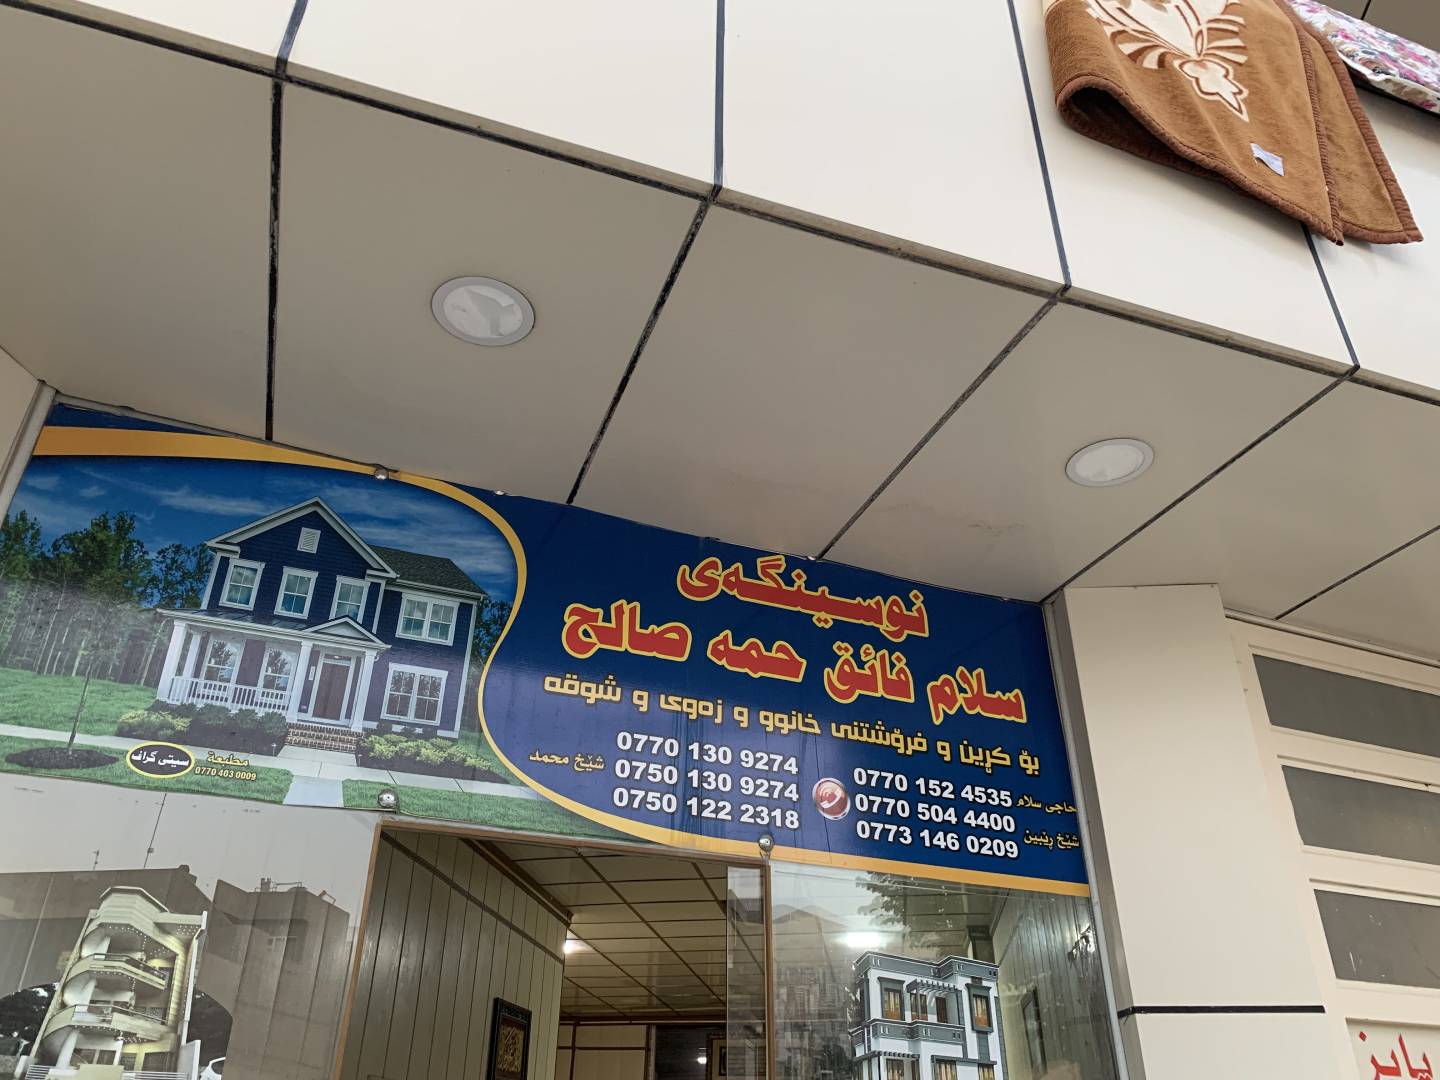 نوسینگەی
سلام فائق حمه صالح
بۆ کڕین و فرۆشتنی خانوو و زەوی و شوقە
0770 152 4535 حاجی سلام
0770 504 4400
0773 146 0209 شێخ ڕێبین
0770 130 9274
0750 130 9274 شێخ محمد
0750 122 2318
مطبعة سیتی گراف
0770 403 0009